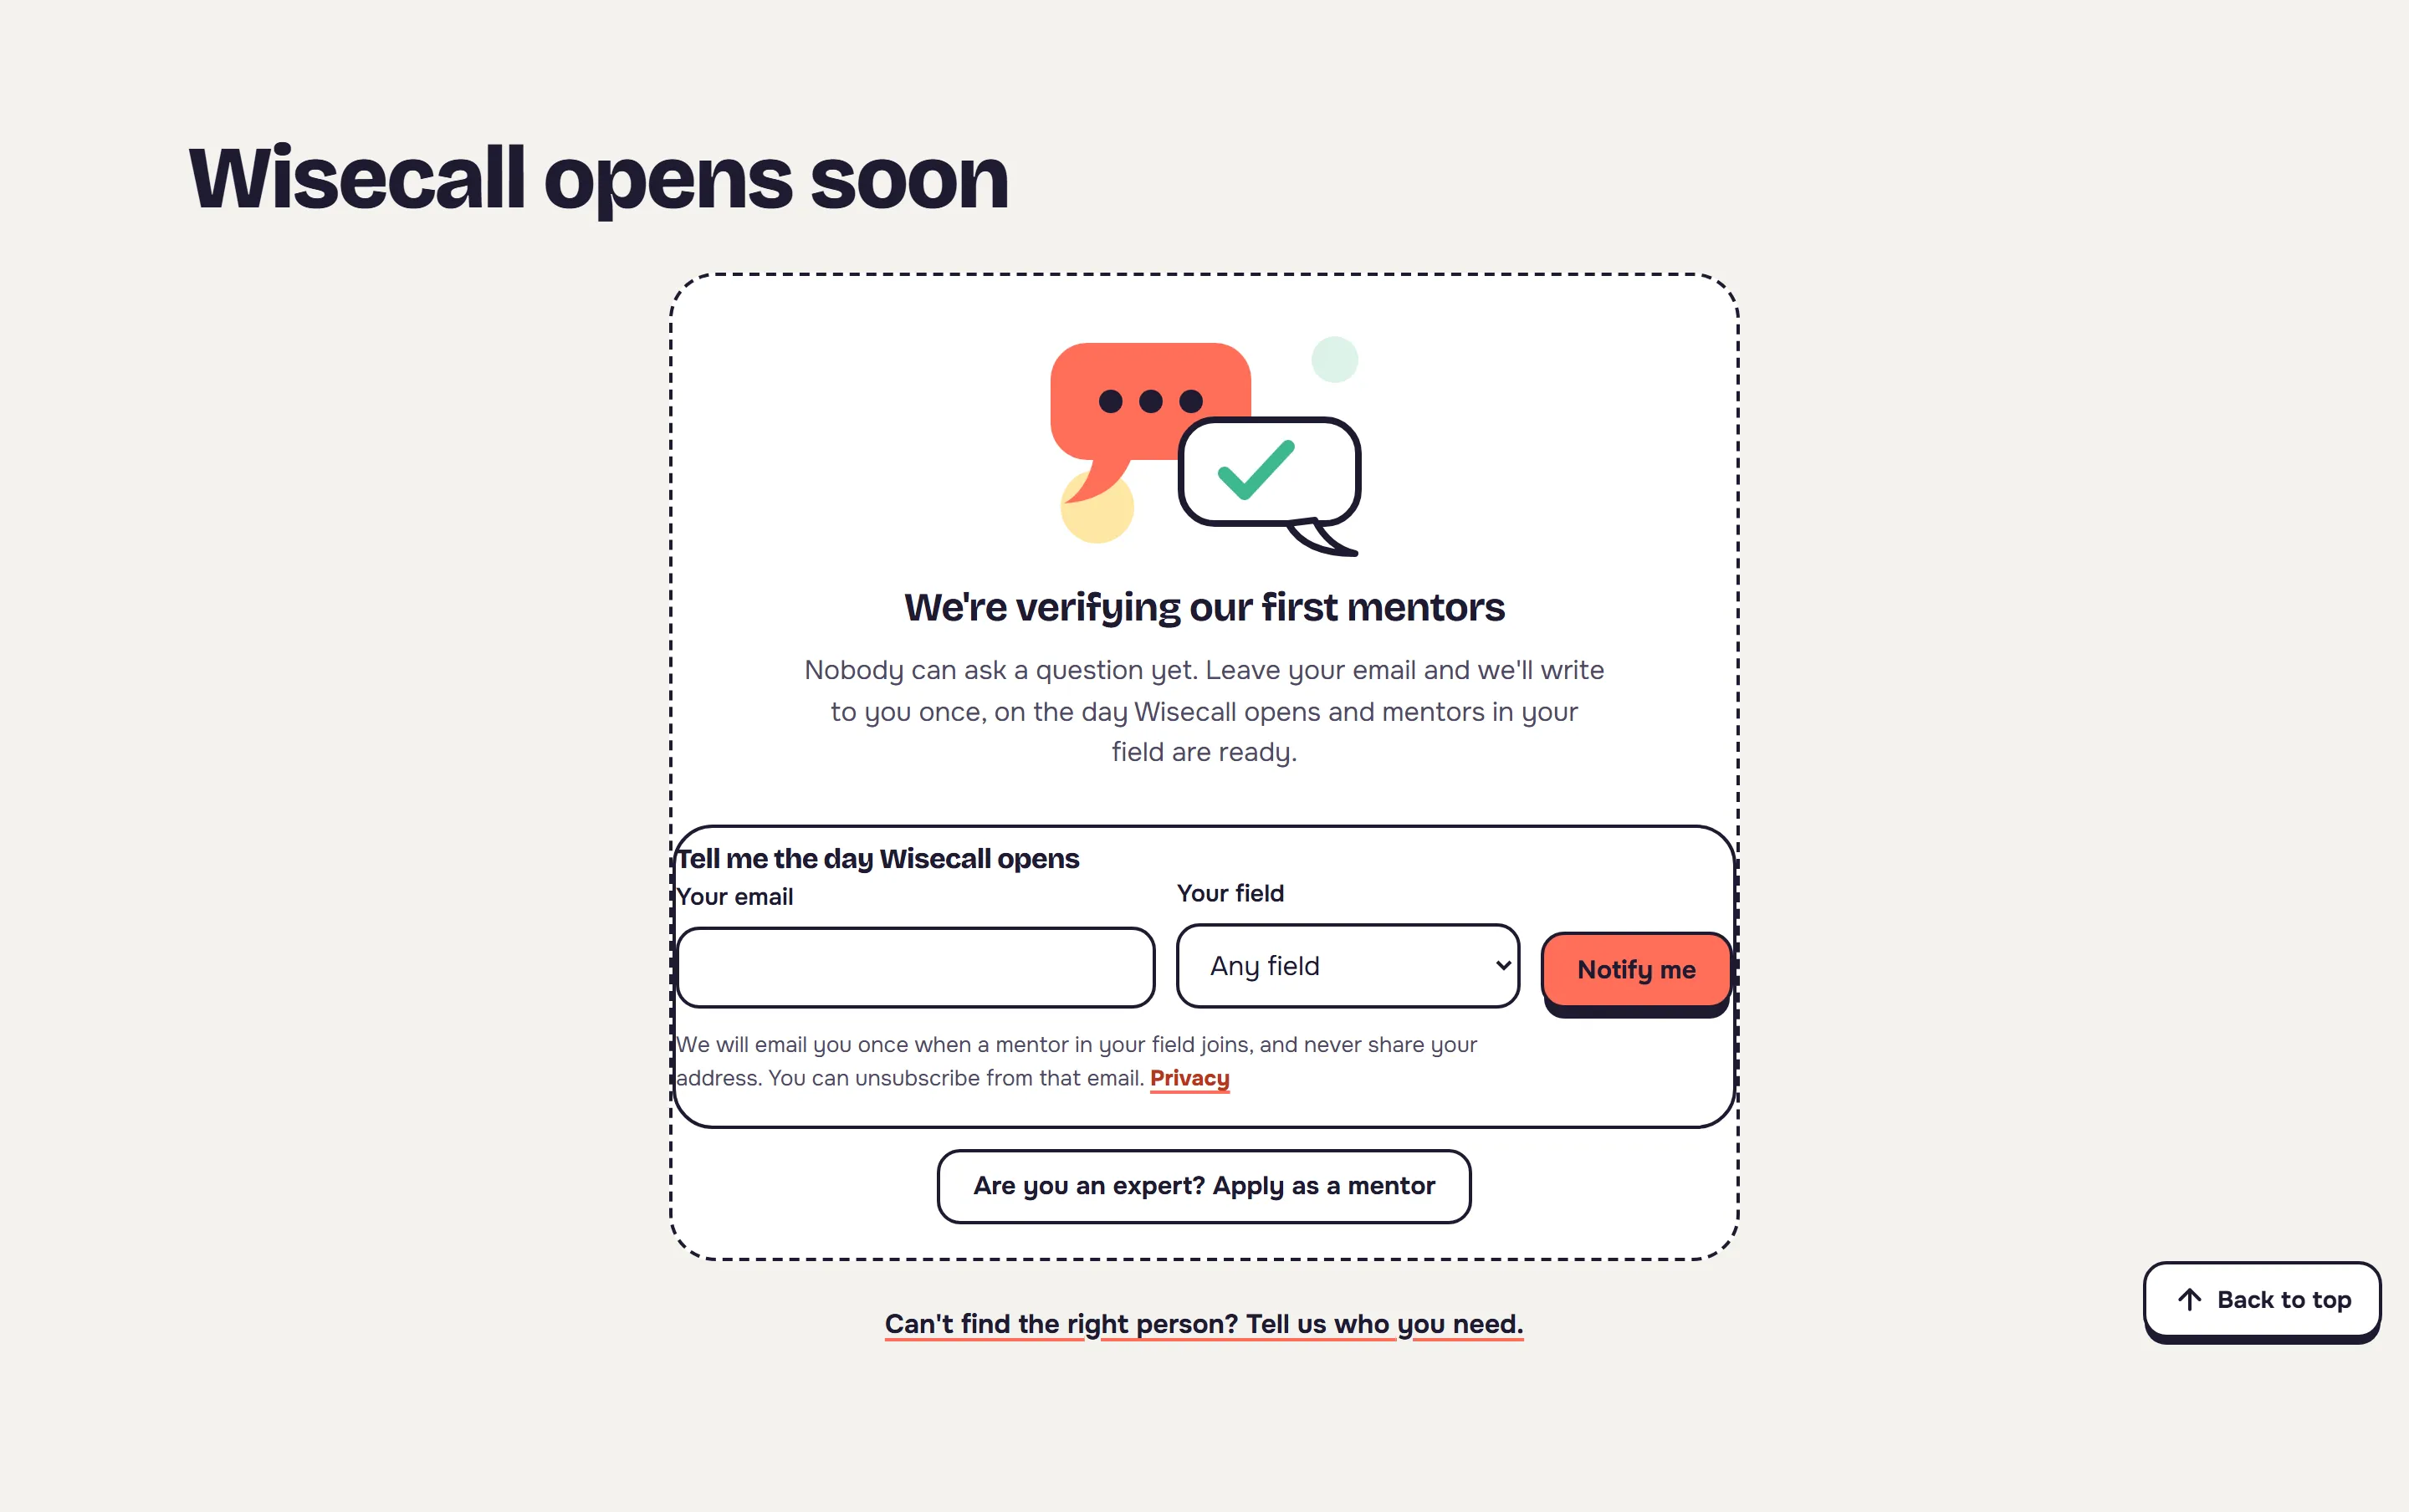 Wisecall opens soon
We're verifying our first mentors
Nobody can ask a question yet. Leave your email and we'll write
to you once, on the day Wisecall opens and mentors in your
field are ready.
Tell me the day Wisecall opens
Your email
Your field
Any field
Notify me
We will email you once when a mentor in your field joins, and never share your
address. You can unsubscribe from that email. Privacy
Are you an expert? Apply as a mentor
Can't find the right person? Tell us who you need.
Back to top